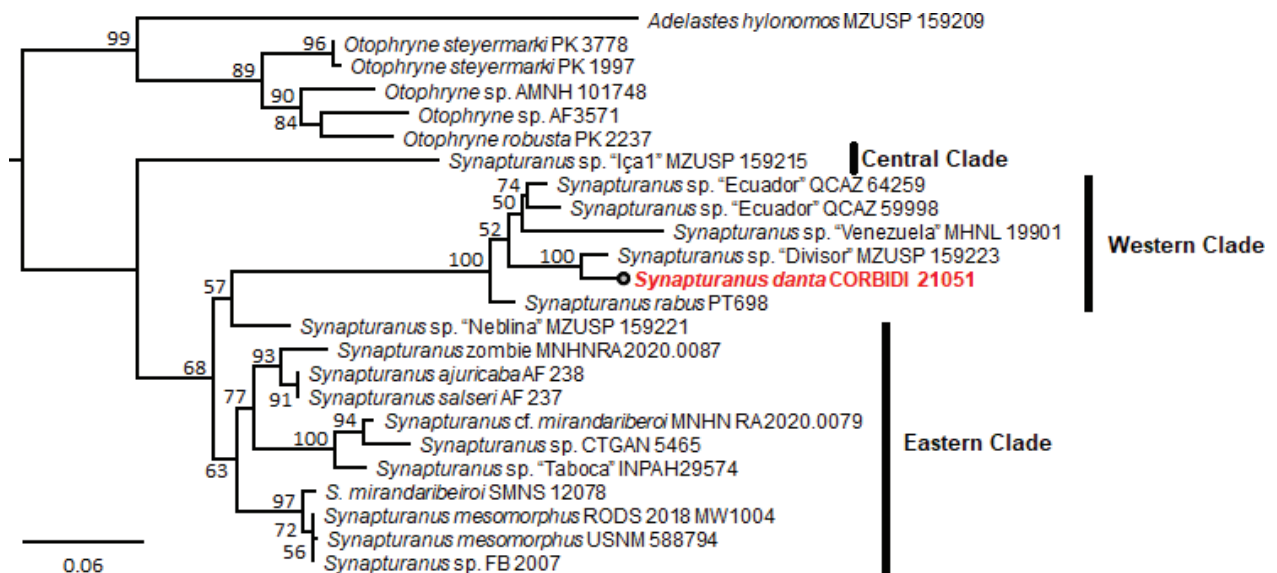 Adelastes hylonomos MZUSP 159209
99
96
Otophryne steyermarki PK 3778
Otophryne steyermarki PK 1997
89
90
Otophryne sp. AMNH 101748
Otophryne sp. AF3571
84
Otophryne robusta PK 2237
Synapturanus sp. “Iça1” MZUSP 159215
Central Clade
74
Synapturanus sp. “Ecuador” QCAZ 64259
50
Synapturanus sp. “Ecuador” QCAZ 59998
52
Synapturanus sp. “Venezuela” MHNL 19901
Western Clade
100
100
Synapturanus sp. “Divisor” MZUSP 159223
Synapturanus danta CORBIDI 21051
57
Synapturanus rabus PT698
Synapturanus sp. “Neblina” MZUSP 159221
93
Synapturanus zombie MNHNRA2020.0087
68
Synapturanus ajuricaba AF 238
77
91
Synapturanus salseri AF 237
94
Synapturanus cf. mirandariberoi MNHN RA2020.0079
100
Synapturanus sp. CTGAN 5465
Eastern Clade
63
Synapturanus sp. “Taboca” INPAH29574
97
S. mirandaribeiroi SMNS 12078
Synapturanus mesomorphus RODS 2018 MW1004
72
Synapturanus mesomorphus USNM 588794
56
Synapturanus sp. FB 2007
0.06